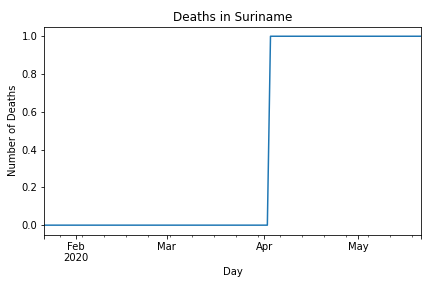 Deaths in Suriname
Number of Deaths
1.0
0.8
0.6
0.4
0.2
0.0
Feb
2020
Mar
Apr
May
Day